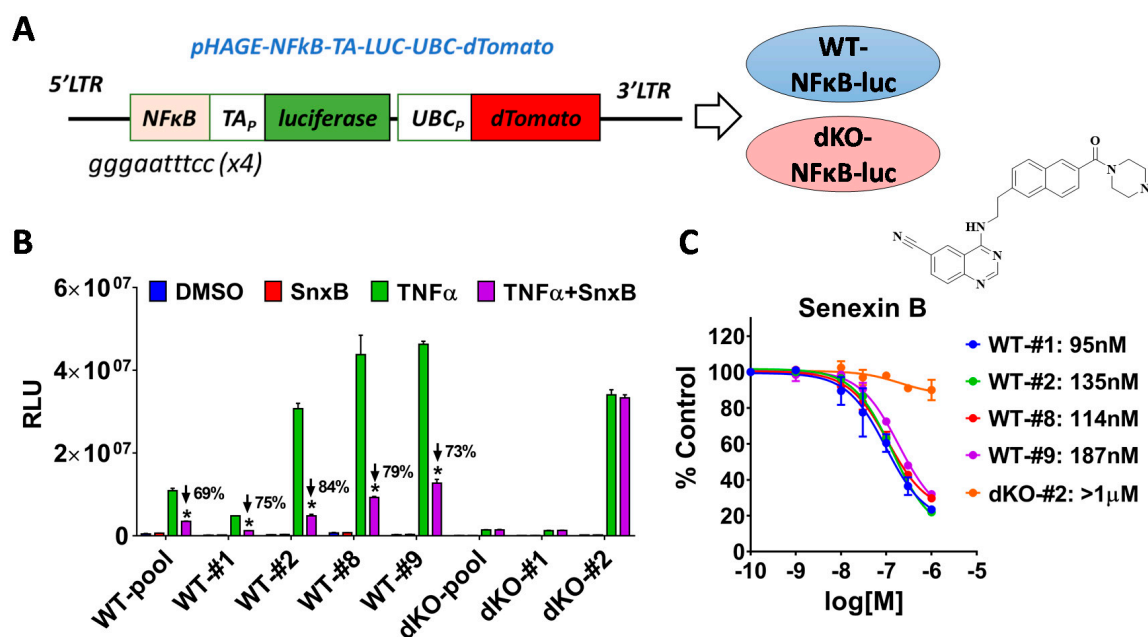 A
pHAGE-NFkB-TA-LUC-UBC-dTomato
5'LTR
3'LTR
NFκB TAP luciferase UBCP dTomato
gggaatttcc (x4)
WT-
NFκB-luc
dKO-
NFκB-luc
O
N
N
HN
N
N
N
B
DMSO SnxB TNFα TNFα+SnxB
6×10⁰⁷
4×10⁰⁷
2×10⁰⁷
0
RLU
69%
*
75%
*
84%
*
79%
*
73%
*
WT-pool WT-#1 WT-#2 WT-#8 WT-#9 dKO-pool dKO-#1 dKO-#2
C
Senexin B
% Control
120
100
80
60
40
20
0
-10 -9 -8 -7 -6 -5
log[M]
WT-#1: 95nM
WT-#2: 135nM
WT-#8: 114nM
WT-#9: 187nM
dKO-#2: >1μM